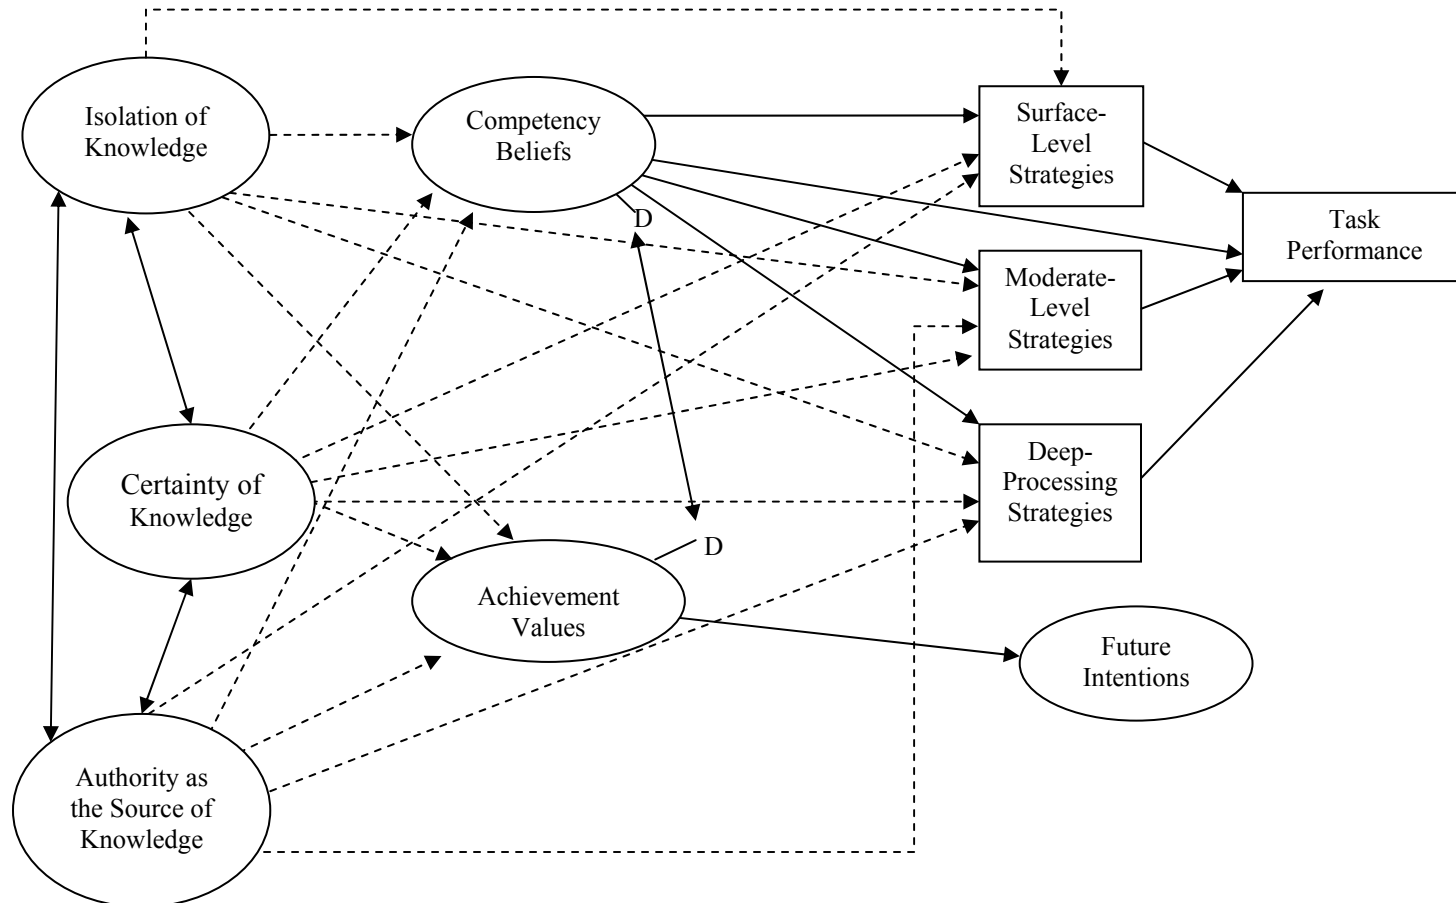 Isolation of
Knowledge
Competency
Beliefs
Surface-
Level
Strategies
Task
Performance
D
Moderate-
Level
Strategies
Certainty of
Knowledge
Deep-
Processing
Strategies
D
Achievement
Values
Future
Intentions
Authority as
the Source of
Knowledge